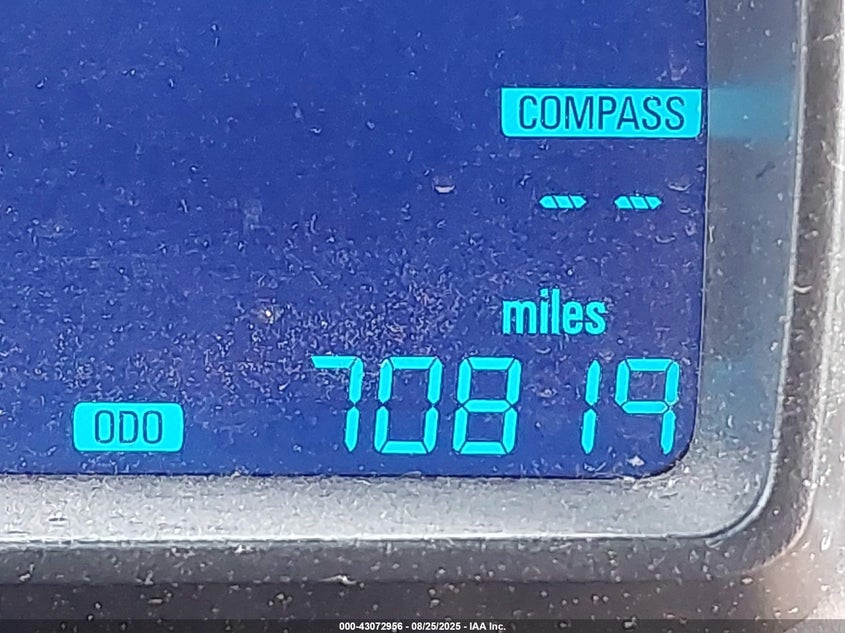 COMPASS
-- --
miles
ODO 70819
000-43072956 - 08/25/2025 - IAA Inc.